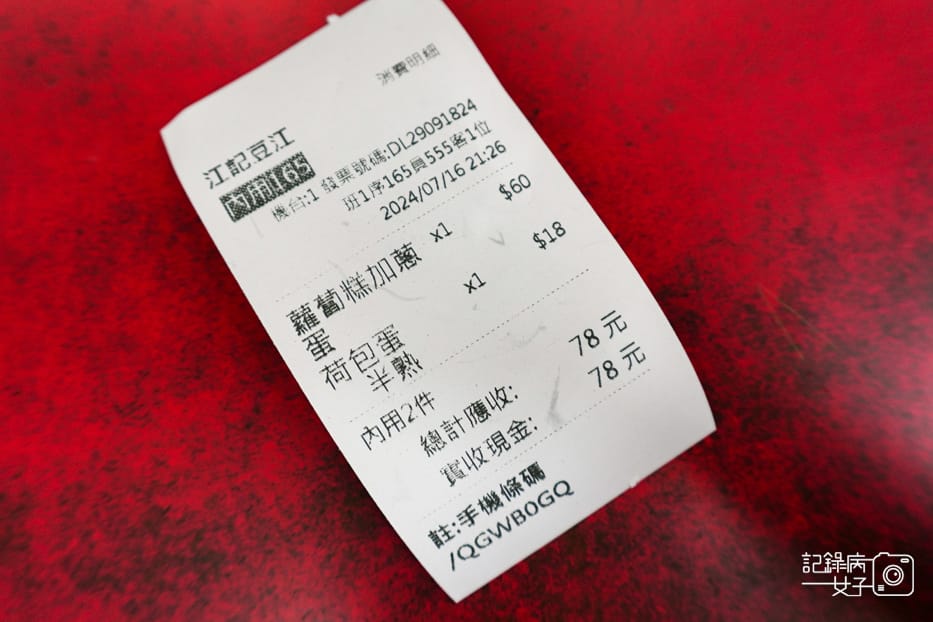 消費明細
江記豆江
內用165
機台:1 發票號碼:DL29091824
班1序165員555客1位
2024/07/16 21:26
蘿蔔糕加蔥 x1 $60
蛋
荷包蛋 x1 $18
半熟
內用2件
總計應收: 78 元
實收現金: 78 元
註:手機條碼
/QGWB0GQ
記錄病
女子